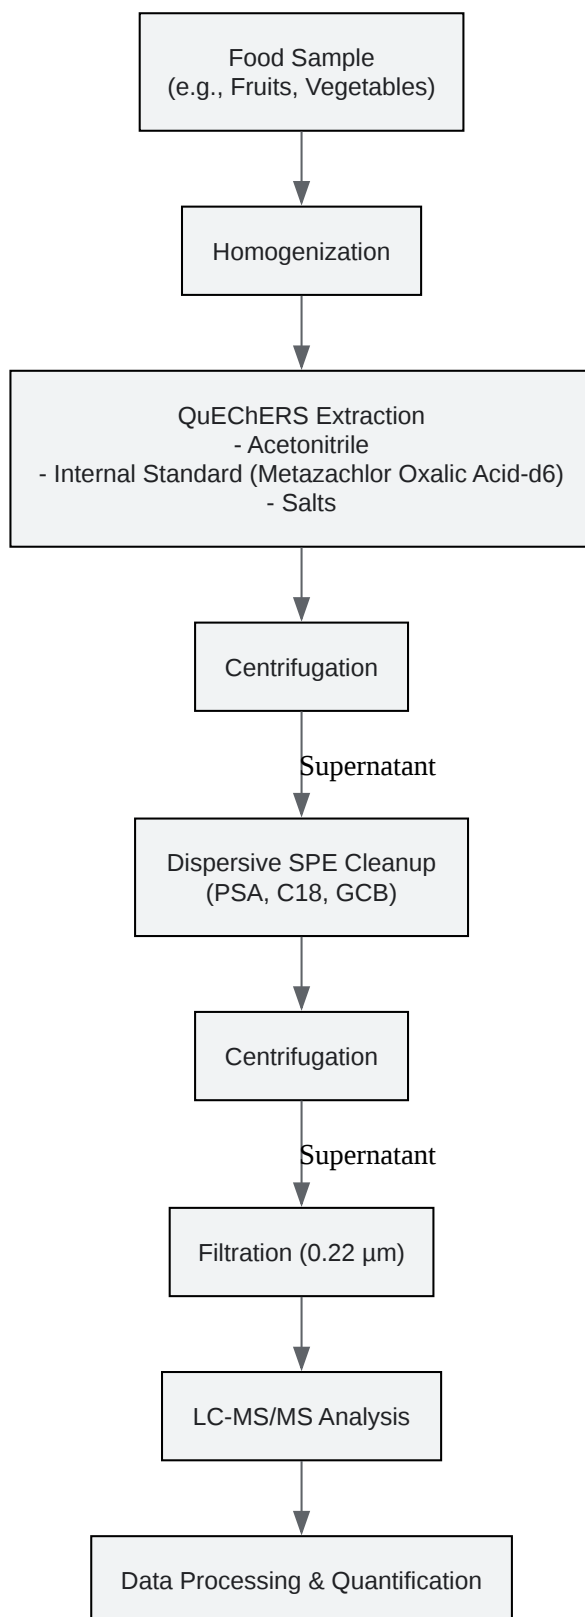 Food Sample
(e.g., Fruits, Vegetables)
Homogenization
QuEChERS Extraction
- Acetonitrile
- Internal Standard (Metazachlor Oxalic Acid-d6)
- Salts
Centrifugation
Supernatant
Dispersive SPE Cleanup
(PSA, C18, GCB)
Centrifugation
Supernatant
Filtration (0.22 µm)
LC-MS/MS Analysis
Data Processing & Quantification